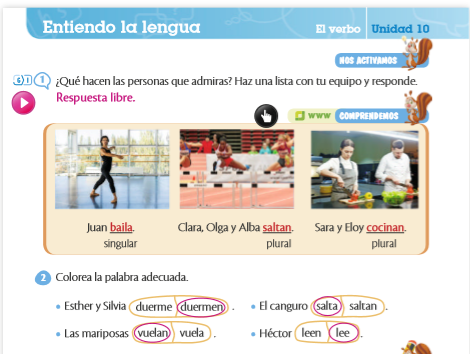 Entiendo la lengua
El verbo Unidad 10
NOS ACTIVAMOS
1 ¿Qué hacen las personas que admiras? Haz una lista con tu equipo y responde.
Respuesta libre.
www COMPRENDEMOS
Juan baila. Clara, Olga y Alba saltan. Sara y Eloy cocinan.
singular plural plural
2 Colorea la palabra adecuada.
• Esther y Silvia duerme duermen. • El canguro salta saltan.
• Las mariposas vuelan vuela. • Héctor leen lee.